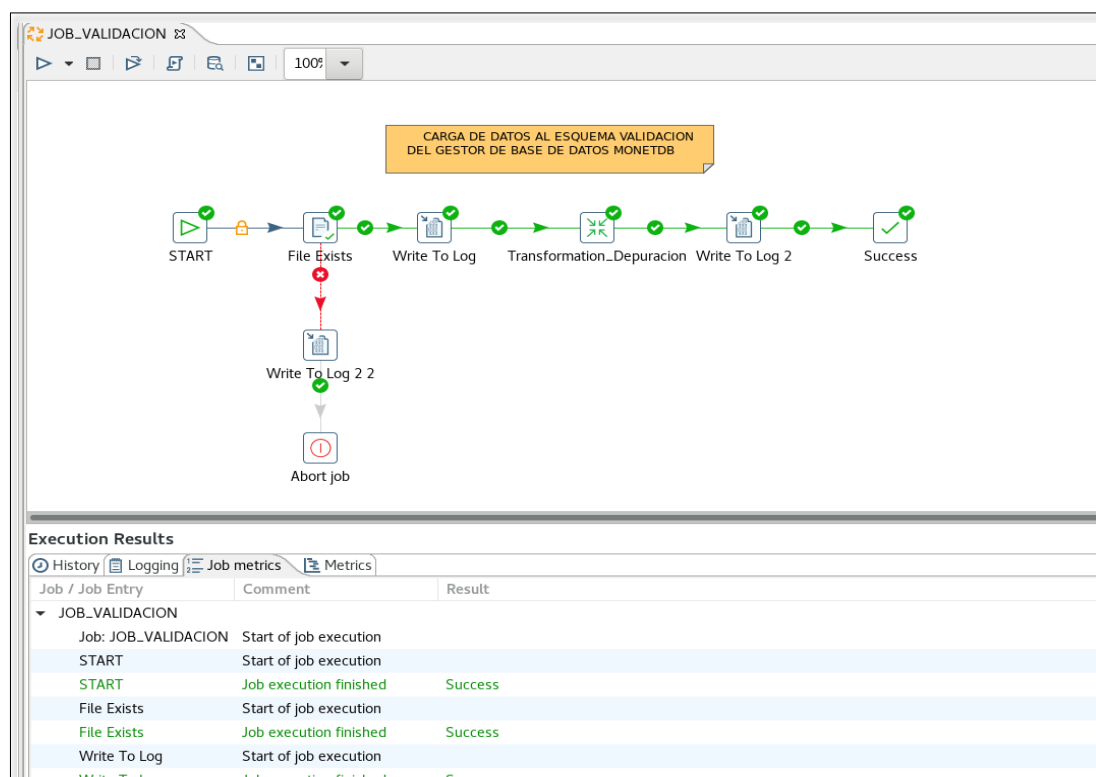 JOB_VALIDACION
100%
CARGA DE DATOS AL ESQUEMA VALIDACION
DEL GESTOR DE BASE DE DATOS MONETDB
START
File Exists
Write To Log
Transformation_Depuracion
Write To Log 2
Success
Write To Log 2 2
Abort job
Execution Results
History Logging Job metrics Metrics
Job / Job Entry Comment Result
JOB_VALIDACION
Job: JOB_VALIDACION Start of job execution
START Start of job execution
START Job execution finished Success
File Exists Start of job execution
File Exists Job execution finished Success
Write To Log Start of job execution